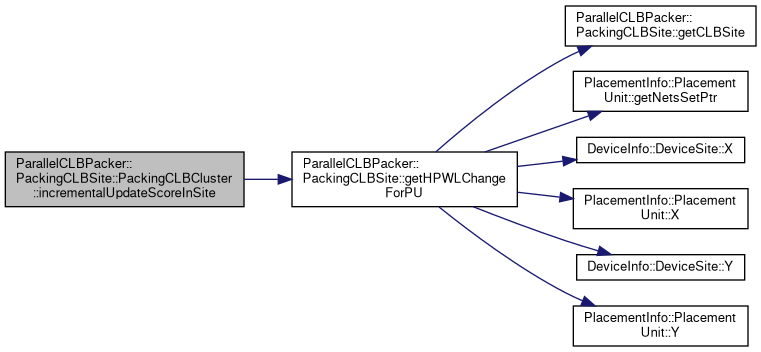 ParallelCLBPacker::
PackingCLBSite::PackingCLBCluster
::incrementalUpdateScoreInSite
ParallelCLBPacker::
PackingCLBSite::getHPWLChange
ForPU
ParallelCLBPacker::
PackingCLBSite::getCLBSite
PlacementInfo::Placement
Unit::getNetsSetPtr
DeviceInfo::DeviceSite::X
PlacementInfo::Placement
Unit::X
DeviceInfo::DeviceSite::Y
PlacementInfo::Placement
Unit::Y